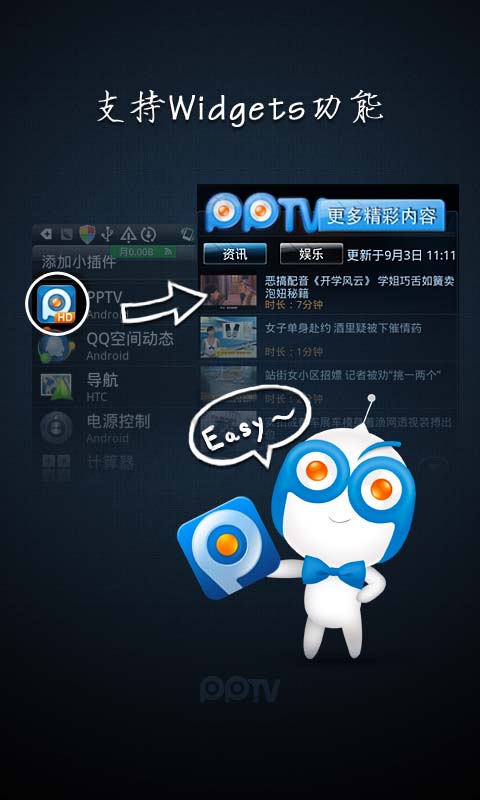 支持Widgets功能
PPTV 更多精彩内容
资讯 娱乐 更新于9月3日 11:11
月0.00B
添加小插件
PPTV
Android
HD
QQ空间动态
Android
导航
HTC
电源控制
Android
计算器
恶搞配音《开学风云》 学姐巧舌如簧卖
泡妞秘籍
时长：7分钟
女子单身赴约 酒里疑被下催情药
时长：1分钟
站街女小区招嫖 记者被劝“挑一两个”
时长：2分钟
Easy～
PPTV